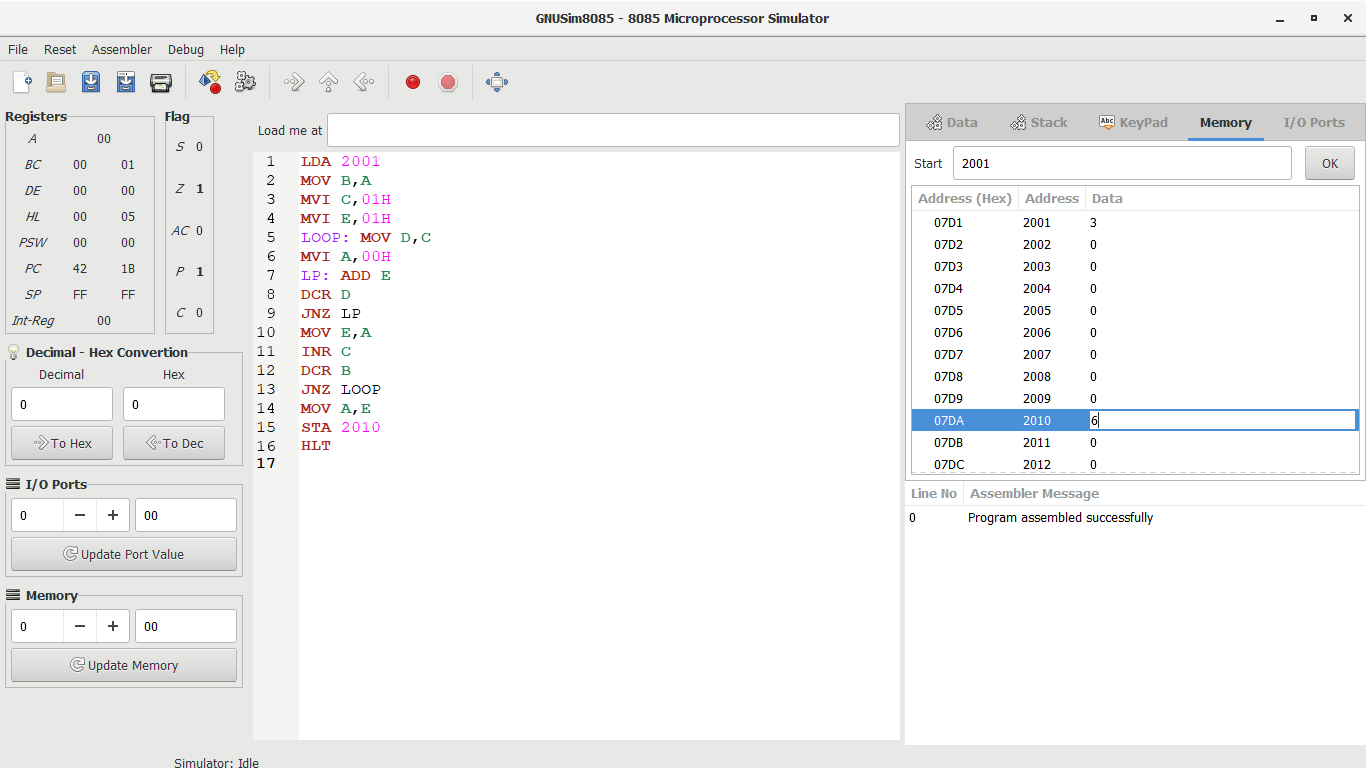 GNUSim8085 - 8085 Microprocessor Simulator
File Reset Assembler Debug Help
Registers
A 00
BC 00 01
DE 00 00
HL 00 05
PSW 00 00
PC 42 1B
SP FF FF
Int-Reg 00
Flag
S 0
Z 1
AC 0
P 1
C 0
Decimal - Hex Convertion
Decimal Hex
0 0
To Hex To Dec
I/O Ports
0 − + 00
Update Port Value
Memory
0 − + 00
Update Memory
Load me at
1 LDA 2001
2 MOV B,A
3 MVI C,01H
4 MVI E,01H
5 LOOP: MOV D,C
6 MVI A,00H
7 LP: ADD E
8 DCR D
9 JNZ LP
10 MOV E,A
11 INR C
12 DCR B
13 JNZ LOOP
14 MOV A,E
15 STA 2010
16 HLT
17
Data Stack Abc KeyPad Memory I/O Ports
Start 2001 OK
Address (Hex) Address Data
07D1 2001 3
07D2 2002 0
07D3 2003 0
07D4 2004 0
07D5 2005 0
07D6 2006 0
07D7 2007 0
07D8 2008 0
07D9 2009 0
07DA 2010 6
07DB 2011 0
07DC 2012 0
Line No Assembler Message
0 Program assembled successfully
Simulator: Idle